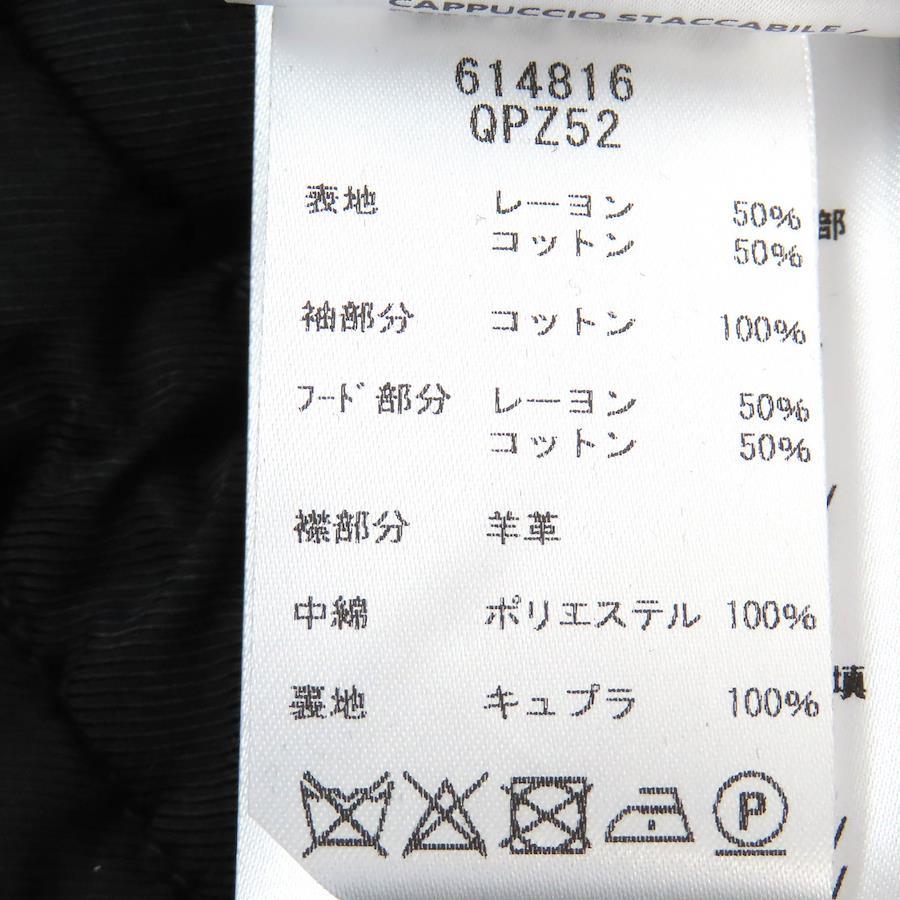 CAPPUCCIO STACCABILE /
614816
QPZ52
表地 レーヨン 50%
コットン 50%
袖部分 コットン 100%
フード部分 レーヨン 50%
コットン 50%
襟部分 羊革
中綿 ポリエステル 100%
裏地 キュプラ 100%
P
部
填